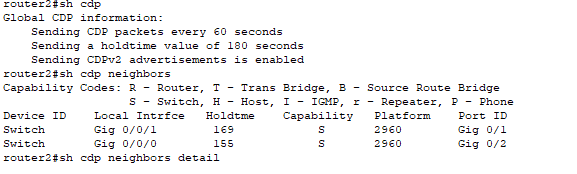 router2#sh cdp
Global CDP information:
    Sending CDP packets every 60 seconds
    Sending a holdtime value of 180 seconds
    Sending CDPv2 advertisements is enabled
router2#sh cdp neighbors
Capability Codes: R - Router, T - Trans Bridge, B - Source Route Bridge
                  S - Switch, H - Host, I - IGMP, r - Repeater, P - Phone
Device ID    Local Intrfce   Holdtme    Capability   Platform    Port ID
Switch       Gig 0/0/1        169            S       2960        Gig 0/1
Switch       Gig 0/0/0        155            S       2960        Gig 0/2
router2#sh cdp neighbors detail